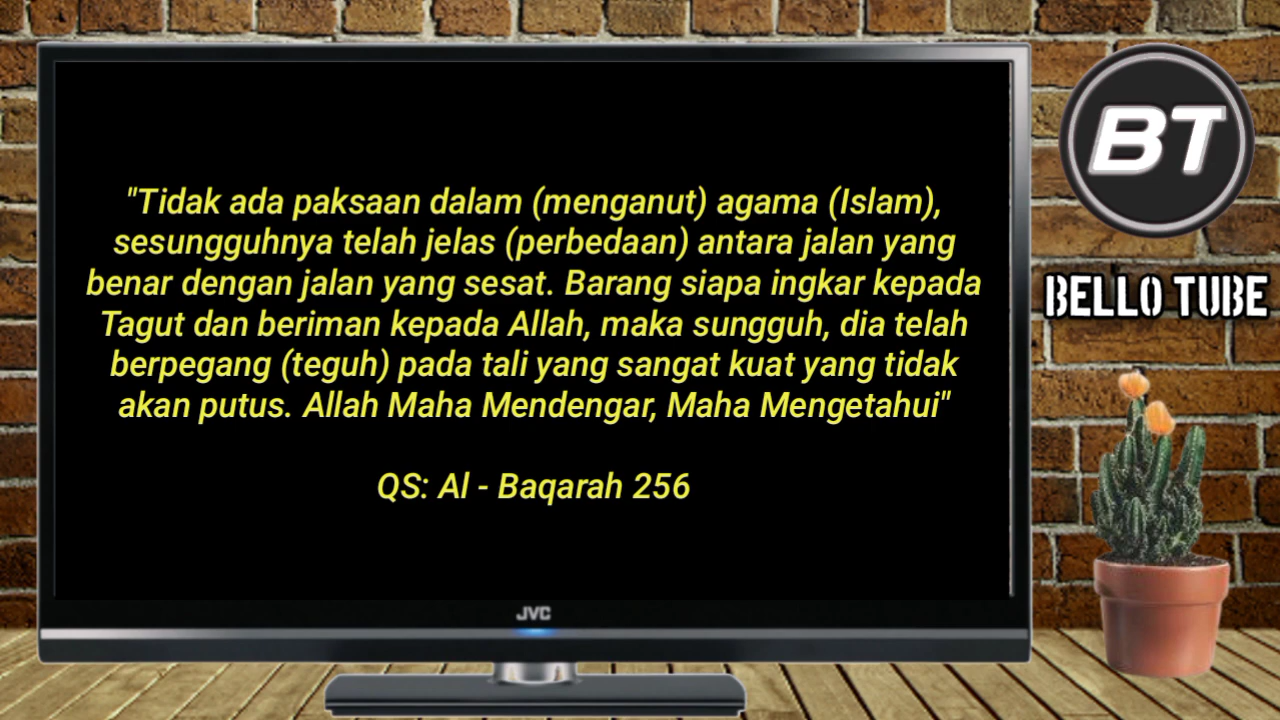 "Tidak ada paksaan dalam (menganut) agama (Islam),
sesungguhnya telah jelas (perbedaan) antara jalan yang
benar dengan jalan yang sesat. Barang siapa ingkar kepada
Tagut dan beriman kepada Allah, maka sungguh, dia telah
berpegang (teguh) pada tali yang sangat kuat yang tidak
akan putus. Allah Maha Mendengar, Maha Mengetahui"
QS: Al - Baqarah 256
JVC
BT
BELLO TUBE